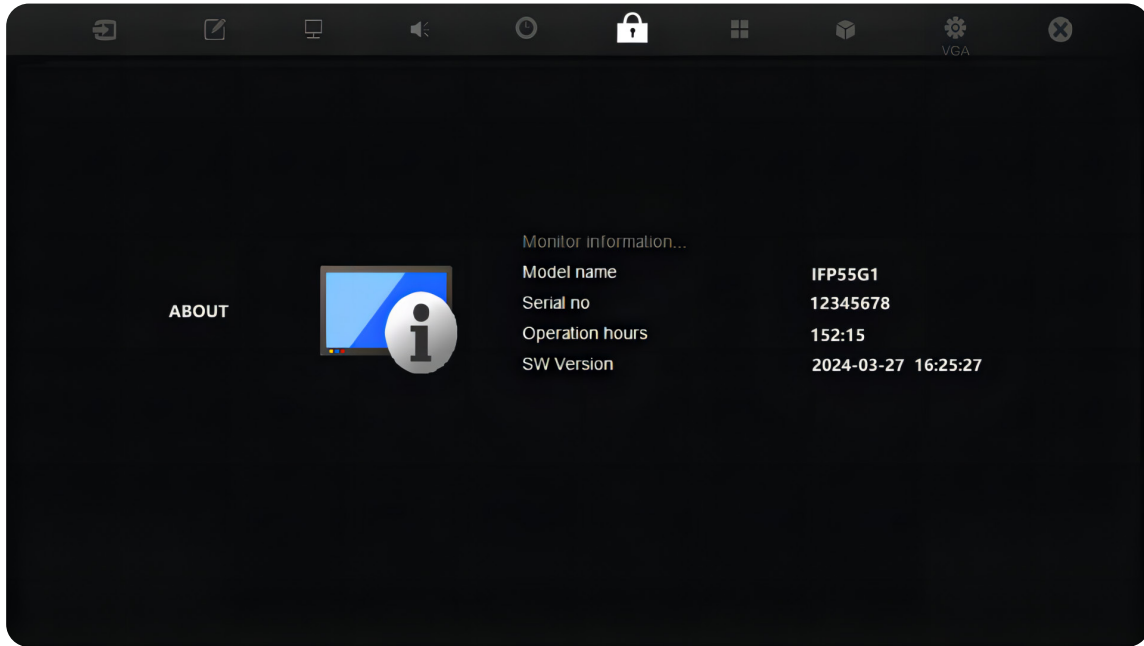 VGA
Monitor information...
Model name IFP55G1
ABOUT
Serial no 12345678
Operation hours 152:15
SW Version 2024-03-27 16:25:27